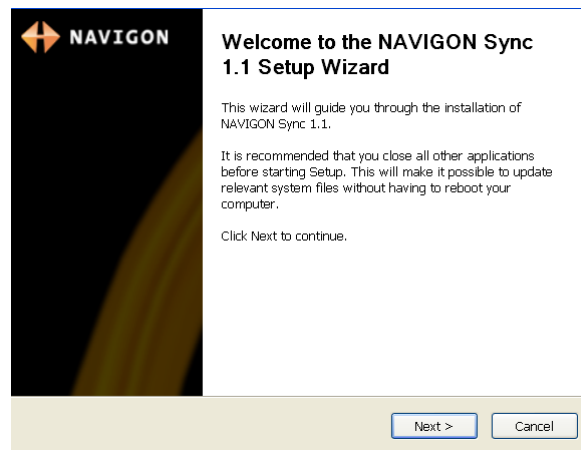 NAVIGON
Welcome to the NAVIGON Sync
1.1 Setup Wizard
This wizard will guide you through the installation of
NAVIGON Sync 1.1.
It is recommended that you close all other applications
before starting Setup. This will make it possible to update
relevant system files without having to reboot your
computer.
Click Next to continue.
Next >
Cancel